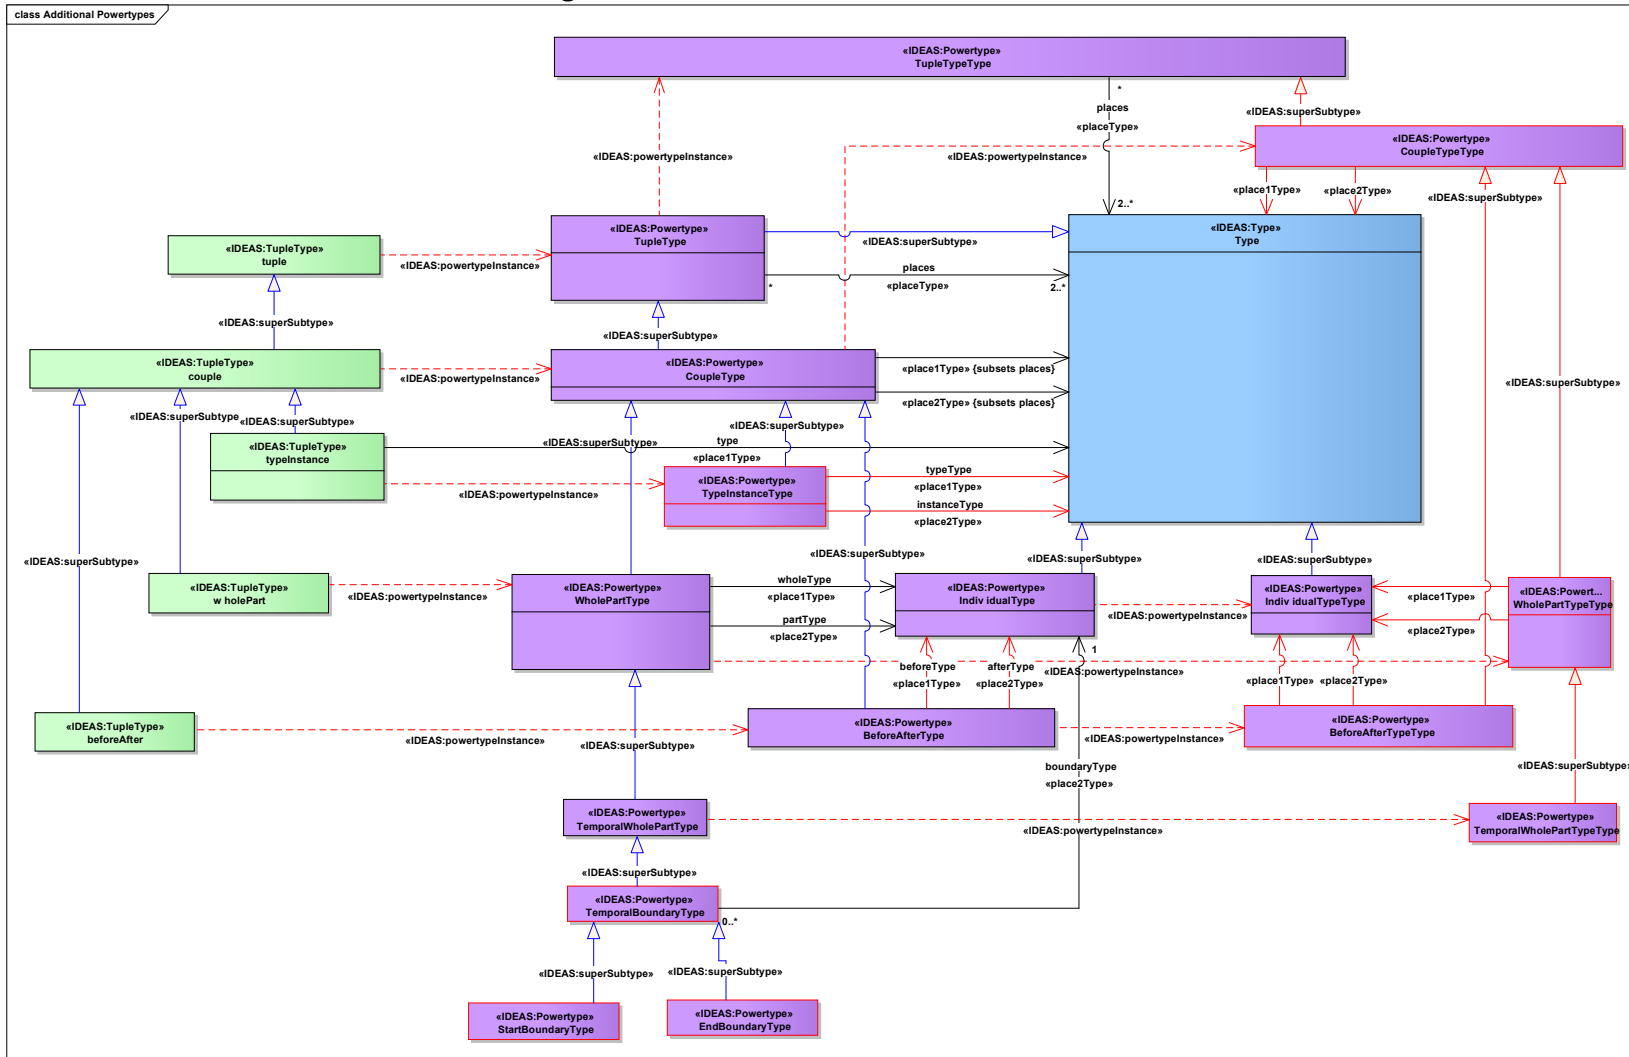 class Additional Powertypes
«IDEAS:Powertype»
TupleTypeType
*
places
«placeType»
2..*
«IDEAS:superSubtype»
«IDEAS:powertypeInstance»
«IDEAS:powertypeInstance»
«IDEAS:Powertype»
CoupleTypeType
«place1Type»
«place2Type»
«IDEAS:superSubtype»
«IDEAS:Powertype»
TupleType
«IDEAS:superSubtype»
«IDEAS:Type»
Type
«IDEAS:TupleType»
tuple
«IDEAS:powertypeInstance»
places
«placeType»
*
2..*
«IDEAS:superSubtype»
«IDEAS:superSubtype»
«IDEAS:TupleType»
couple
«IDEAS:powertypeInstance»
«IDEAS:Powertype»
CoupleType
«place1Type» {subsets places}
«place2Type» {subsets places}
«IDEAS:superSubtype»
«IDEAS:superSubtype
«IDEAS:superSubtype»
«IDEAS:superSubtype»
«IDEAS:superSubtype»
type
«place1Type»
«IDEAS:TupleType»
typeInstance
«IDEAS:powertypeInstance»
«IDEAS:Powertype»
TypeInstanceType
typeType
«place1Type»
instanceType
«place2Type»
«IDEAS:superSubtype»
«IDEAS:superSubtype»
«IDEAS:superSubtype»
«IDEAS:superSubtype»
«IDEAS:TupleType»
w holePart
«IDEAS:powertypeInstance»
«IDEAS:Powertype»
WholePartType
wholeType
«place1Type»
partType
«place2Type»
«IDEAS:Powertype»
Indiv idualType
«IDEAS:powertypeInstance»
«IDEAS:Powertype»
Indiv idualTypeType
«place1Type»
«place2Type»
«IDEAS:Powert...
WholePartTypeType
1
beforeType
«place1Type»
afterType
«place2Type»
«IDEAS:powertypeInstance»
«place1Type»
«place2Type»
«IDEAS:TupleType»
beforeAfter
«IDEAS:powertypeInstance»
«IDEAS:superSubtype»
«IDEAS:Powertype»
BeforeAfterType
«IDEAS:powertypeInstance»
«IDEAS:Powertype»
BeforeAfterTypeType
boundaryType
«place2Type»
«IDEAS:superSubtype»
«IDEAS:Powertype»
TemporalWholePartType
«IDEAS:powertypeInstance»
«IDEAS:Powertype»
TemporalWholePartTypeType
«IDEAS:superSubtype»
«IDEAS:Powertype»
TemporalBoundaryType
0..*
«IDEAS:superSubtype»
«IDEAS:superSubtype»
«IDEAS:Powertype»
StartBoundaryType
«IDEAS:Powertype»
EndBoundaryType